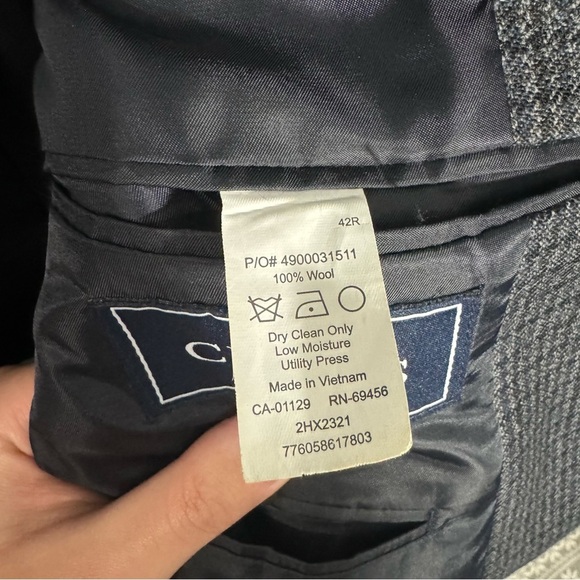 42R
P/O# 4900031511
100% Wool
Dry Clean Only
Low Moisture
Utility Press
Made in Vietnam
CA-01129 RN-69456
2HX2321
776058617803